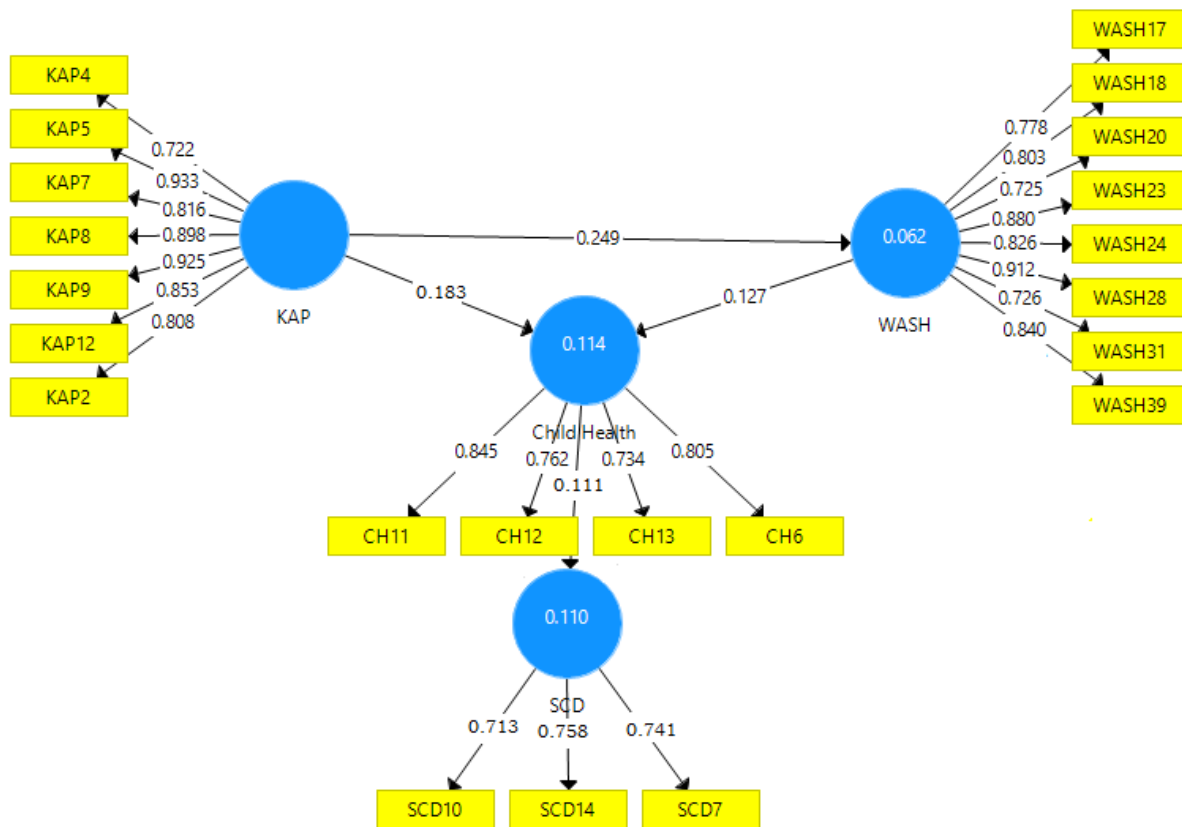 KAP4
KAP5
KAP7
KAP8
KAP9
KAP12
KAP2
0.722
0.933
0.816
0.898
0.925
0.853
0.808
KAP
0.249
0.183
0.127
0.062
WASH
0.778
0.803
0.725
0.880
0.826
0.912
0.726
0.840
WASH17
WASH18
WASH20
WASH23
WASH24
WASH28
WASH31
WASH39
0.114
Child Health
0.845
0.762
0.111
0.734
0.805
CH11
CH12
CH13
CH6
0.110
SCD
0.713
0.758
0.741
SCD10
SCD14
SCD7